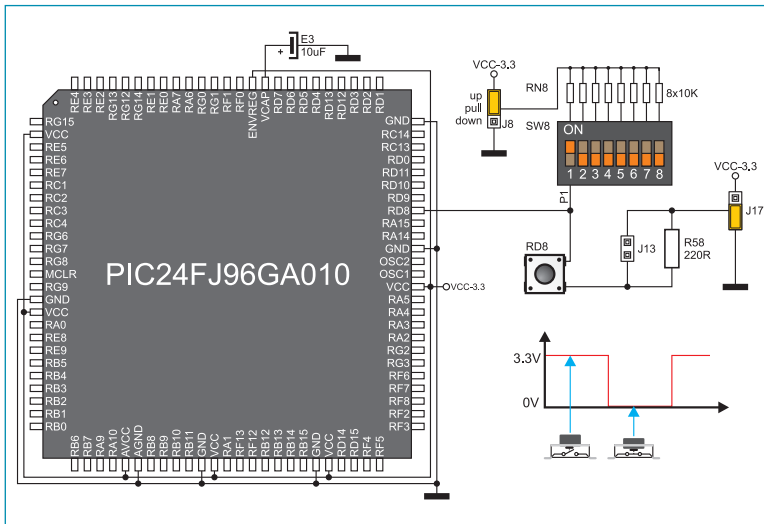 E3
10uF
+
RE4
RE3
RE2
RG13
RG12
RG14
RE1
RE0
RA7
RA6
RG0
RG1
RF1
RF0
ENVREG
VCAP
RD7
RD6
RD5
RD4
RD13
RD12
RD3
RD2
RD1
RG15
VCC
RE5
RE6
RE7
RC1
RC2
RC3
RC4
RG6
RG7
RG8
MCLR
RG9
GND
VCC
RA0
RE8
RE9
RB5
RB4
RB3
RB2
RB1
RB0
PIC24FJ96GA010
GND
RC14
RC13
RD0
RD11
RD10
RD9
RD8
RA15
RA14
GND
OSC2
OSC1
VCC
RA5
RA4
RA3
RA2
RG2
RG3
RF6
RF7
RF8
RF2
RF3
RB6
RB7
RA9
RA10
AVCC
AGND
RB8
RB9
RB10
RB11
GND
VCC
RA1
RF13
RF12
RB12
RB13
RB14
RB15
GND
VCC
RD14
RD15
RF4
RF5
VCC-3.3
VCC-3.3
up
pull
down
J8
RN8
8x10K
SW8
ON
1 2 3 4 5 6 7 8
P1
VCC-3.3
J17
RD8
J13
R58
220R
3.3V
0V